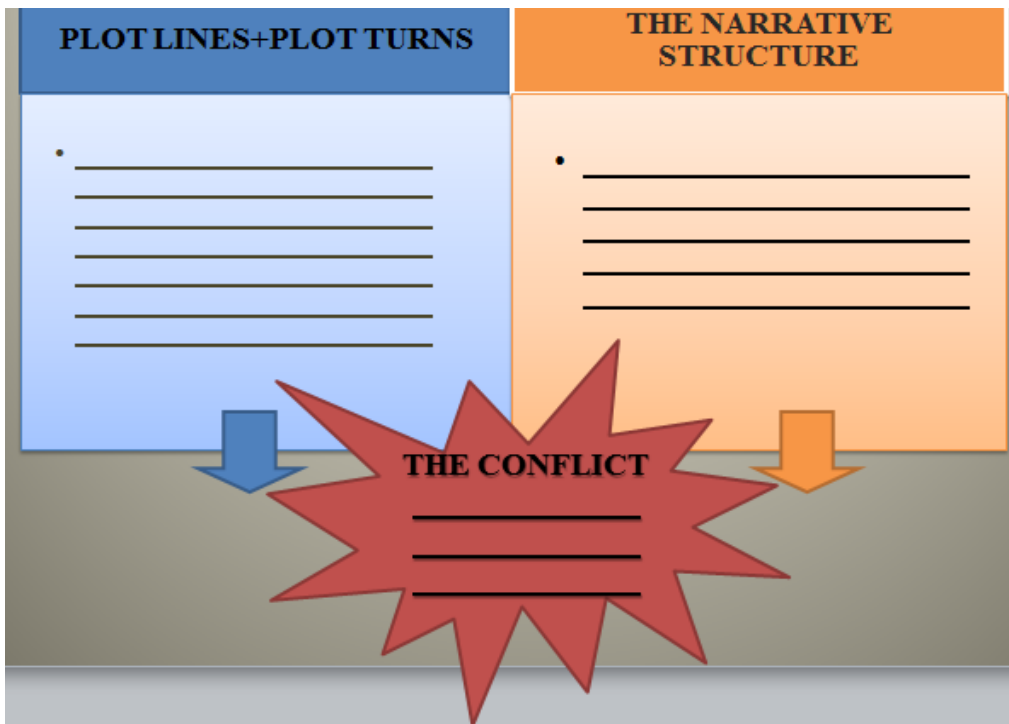 PLOT LINES+PLOT TURNS
THE NARRATIVE
STRUCTURE
THE CONFLICT